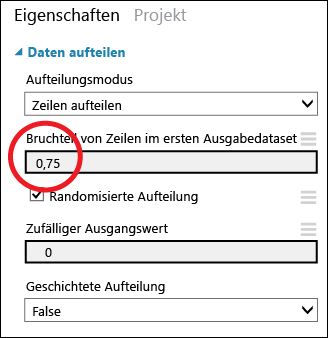 Eigenschaften Projekt
Daten aufteilen
Aufteilungsmodus
Zeilen aufteilen
Bruchteil von Zeilen im ersten Ausgabedataset
0,75
Randomisierte Aufteilung
Zufälliger Ausgangswert
0
Geschichtete Aufteilung
False